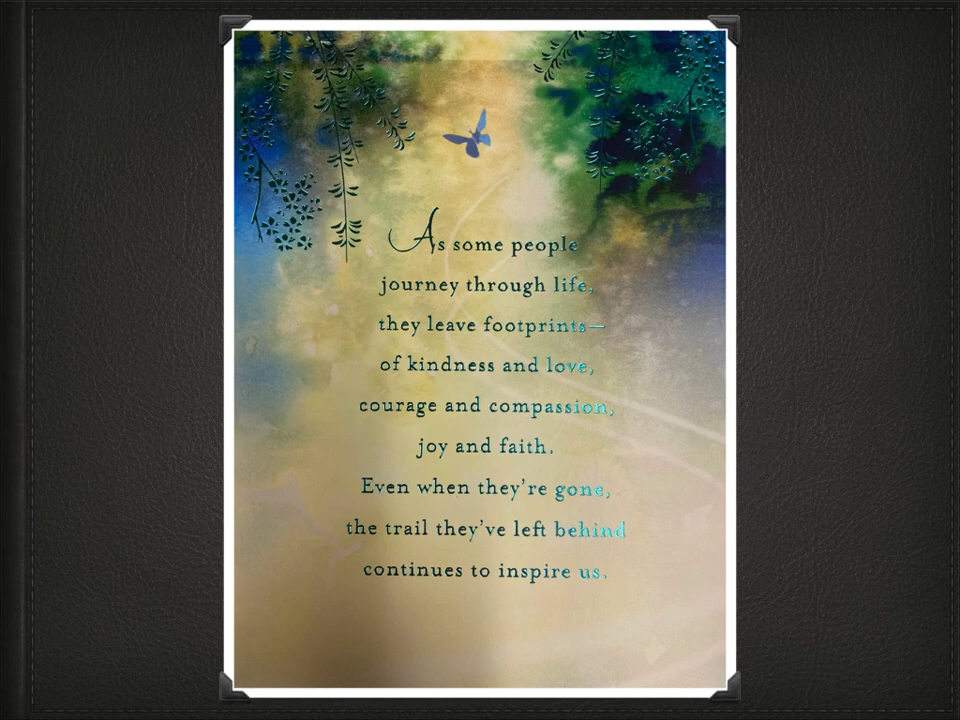 As some people
journey through life,
they leave footprints—
of kindness and love,
courage and compassion,
joy and faith.
Even when they're gone,
the trail they've left behind
continues to inspire us.